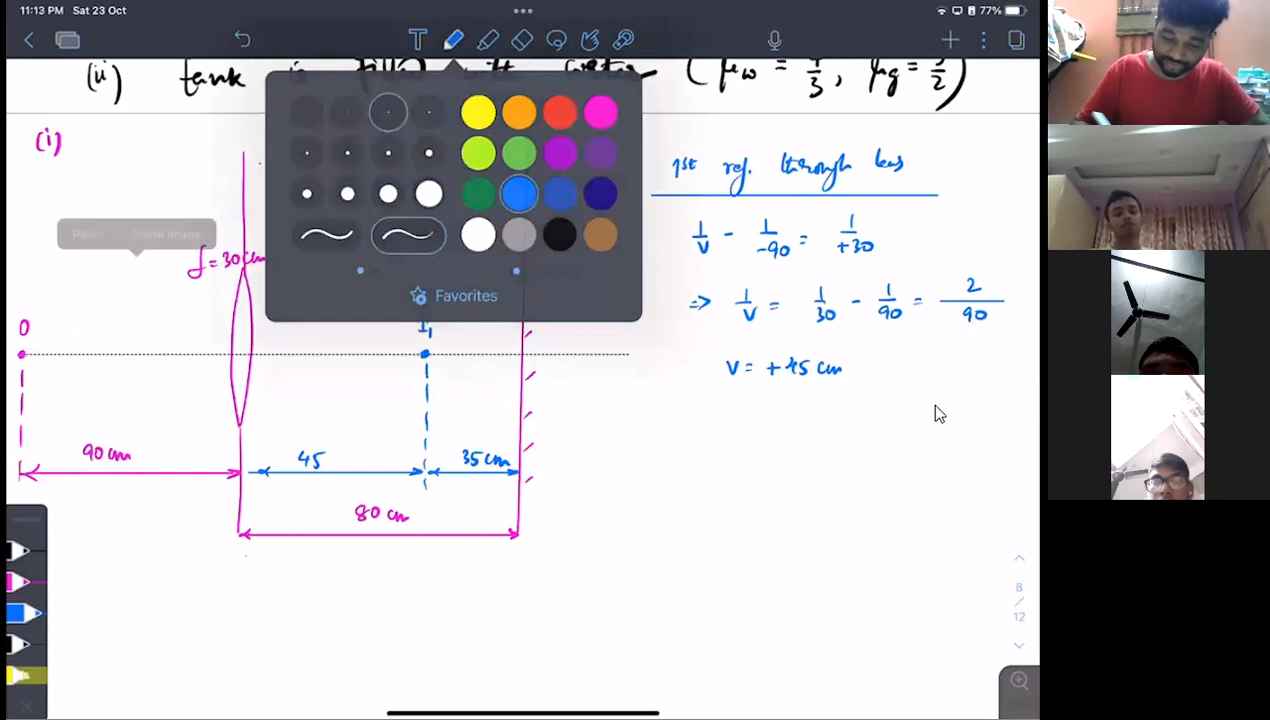 11:13 PM Sat 23 Oct
77%
T
(ii) tank is filled with water (μw = 4/3, μg = 3/2)
(i)
1st ref. through lens
Paste
1/v - 1/-90 = 1/+30
f = 30 cm
=> 1/v = 1/30 - 1/90 = 2/90
Favorites
O
I1
v = +45 cm
90 cm
45
35 cm
80 cm
8
/
12